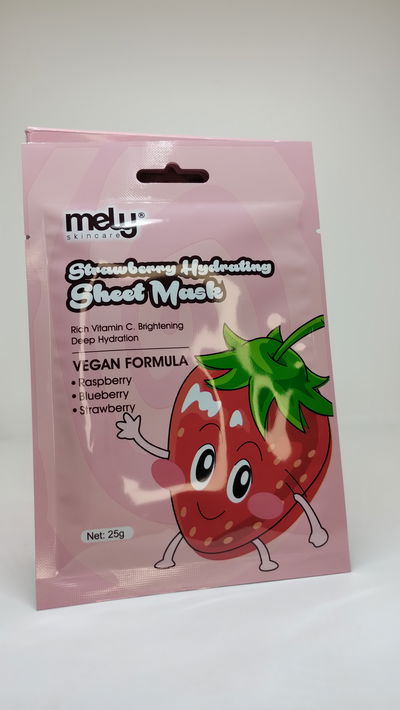 mely®
skincare
Strawberry Hydrating
Sheet Mask
Rich Vitamin C. Brightening
Deep Hydration
VEGAN FORMULA
• Raspberry
• Blueberry
• Strawberry
Net: 25g